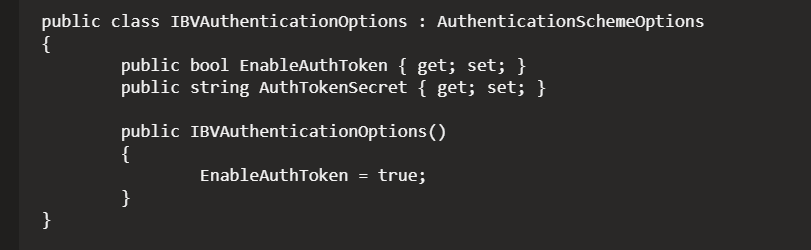 public class IBVAuthenticationOptions : AuthenticationSchemeOptions
{
        public bool EnableAuthToken { get; set; }
        public string AuthTokenSecret { get; set; }

        public IBVAuthenticationOptions()
        {
                EnableAuthToken = true;
        }
}